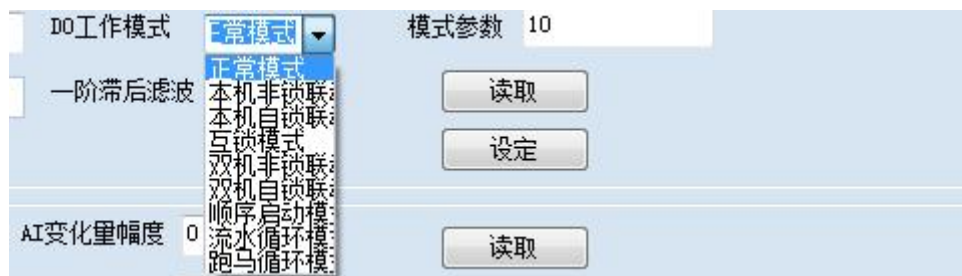 DO工作模式 正常模式 模式参数 10
正常模式
一阶滞后滤波 本机非锁联 读取
本机自锁联
互锁模式 设定
双机非锁联
双机自锁联
顺序启动模
AI变化量幅度 0 流水循环模 读取
跑马循环模